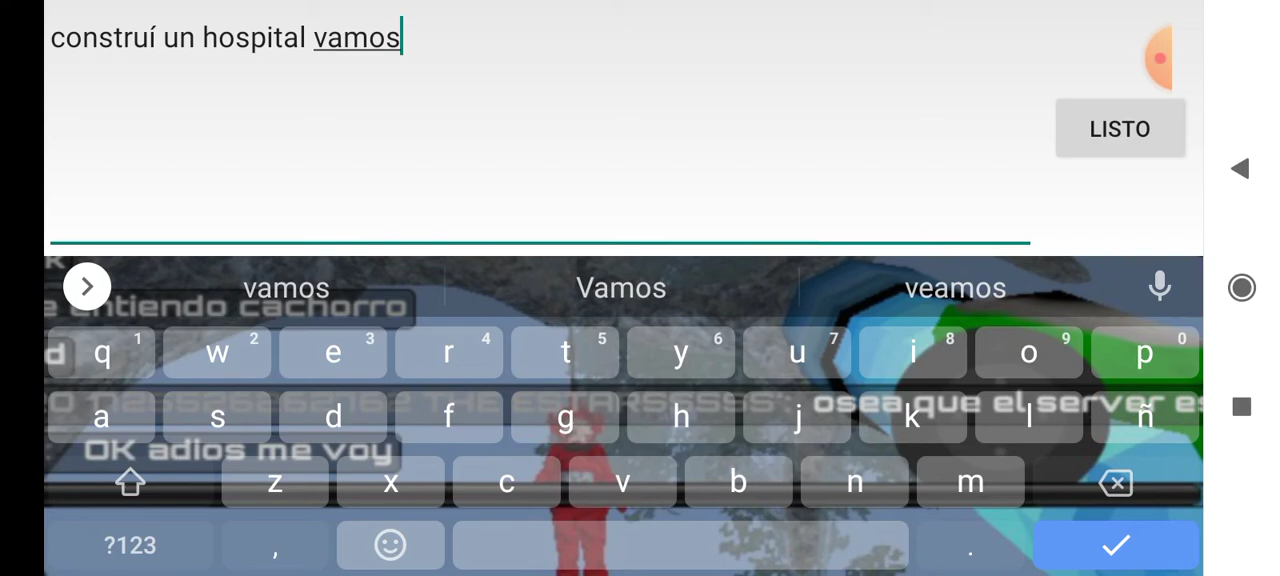 construí un hospital vamos
LISTO
vamos Vamos veamos
entiendo cachorro
q 1 w 2 e 3 r 4 t 5 y 6 u 7 i 8 o 9 p 0
osea que el server es
a s d f g h j k l ñ
OK adios me voy
z x c v b n m
?123 , .